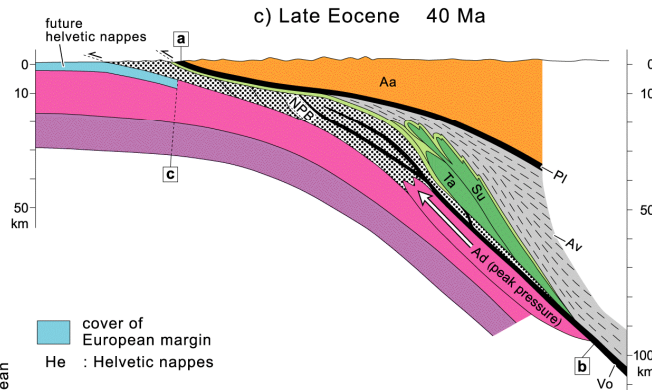 c) Late Eocene 40 Ma
future
helvetic nappes
a
0
10
50
km
Aa
NPB
c
Ta
Su
Pl
Av
Ad (peak pressure)
b
Vo
0
10
50
100
km
cover of
European margin
He : Helvetic nappes
ean